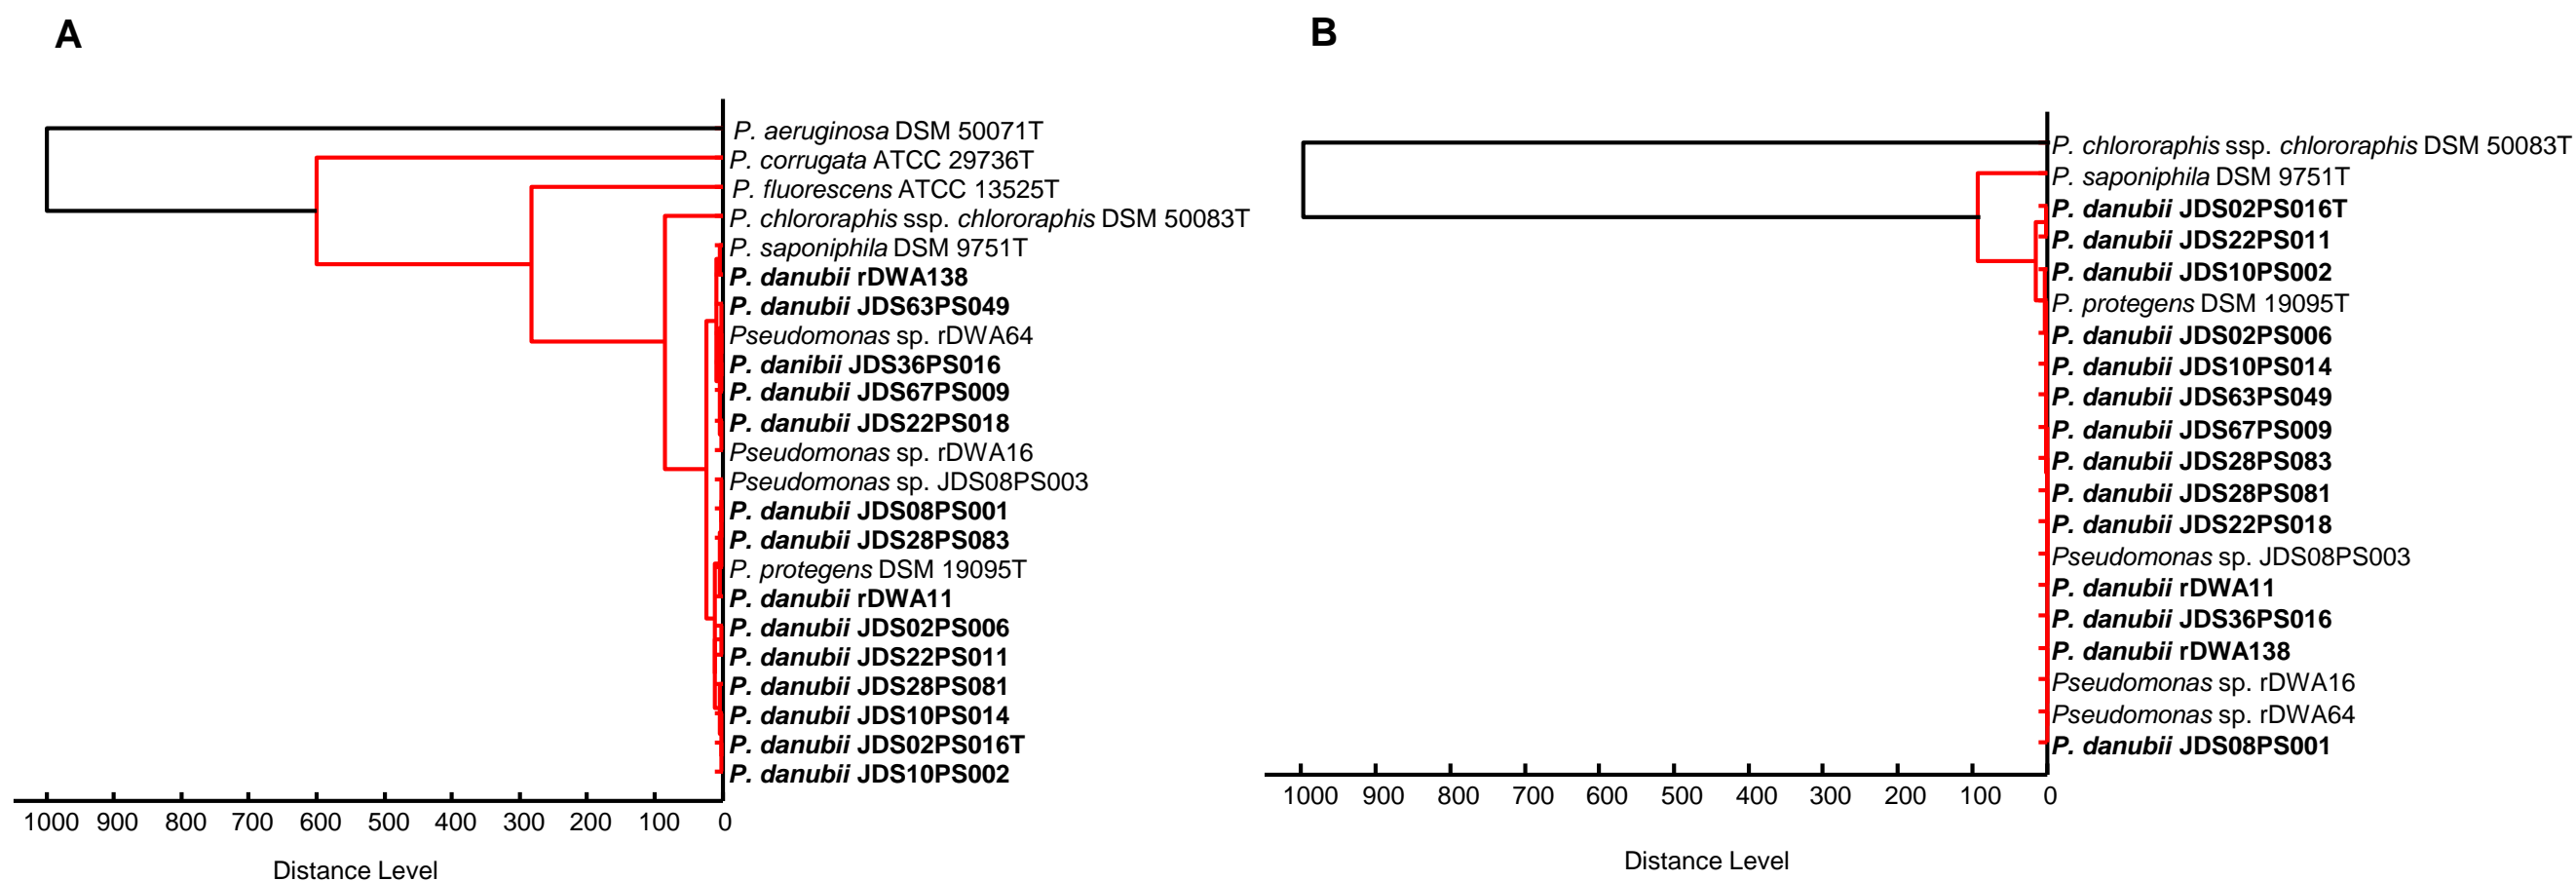 A
P. aeruginosa DSM 50071T
P. corrugata ATCC 29736T
P. fluorescens ATCC 13525T
P. chlororaphis ssp. chlororaphis DSM 50083T
P. saponiphila DSM 9751T
P. danubii rDWA138
P. danubii JDS63PS049
Pseudomonas sp. rDWA64
P. danibii JDS36PS016
P. danubii JDS67PS009
P. danubii JDS22PS018
Pseudomonas sp. rDWA16
Pseudomonas sp. JDS08PS003
P. danubii JDS08PS001
P. danubii JDS28PS083
P. protegens DSM 19095T
P. danubii rDWA11
P. danubii JDS02PS006
P. danubii JDS22PS011
P. danubii JDS28PS081
P. danubii JDS10PS014
P. danubii JDS02PS016T
P. danubii JDS10PS002
1000 900 800 700 600 500 400 300 200 100 0
Distance Level
B
P. chlororaphis ssp. chlororaphis DSM 50083T
P. saponiphila DSM 9751T
P. danubii JDS02PS016T
P. danubii JDS22PS011
P. danubii JDS10PS002
P. protegens DSM 19095T
P. danubii JDS02PS006
P. danubii JDS10PS014
P. danubii JDS63PS049
P. danubii JDS67PS009
P. danubii JDS28PS083
P. danubii JDS28PS081
P. danubii JDS22PS018
Pseudomonas sp. JDS08PS003
P. danubii rDWA11
P. danubii JDS36PS016
P. danubii rDWA138
Pseudomonas sp. rDWA16
Pseudomonas sp. rDWA64
P. danubii JDS08PS001
1000 900 800 700 600 500 400 300 200 100 0
Distance Level